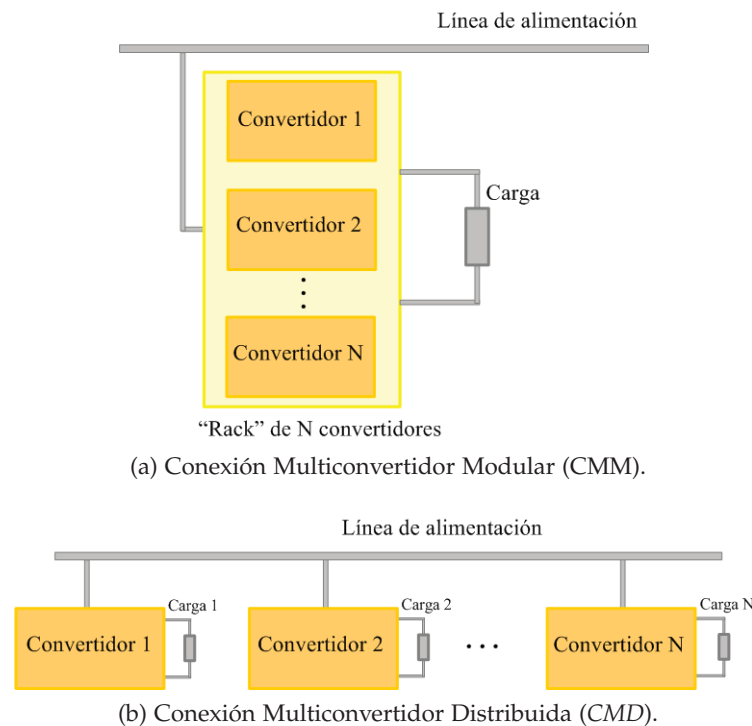 Línea de alimentación
Convertidor 1
Convertidor 2
Carga
Convertidor N
“Rack” de N convertidores
(a) Conexión Multiconvertidor Modular (CMM).
Línea de alimentación
Carga 1
Carga 2
Carga N
Convertidor 1
Convertidor 2
Convertidor N
(b) Conexión Multiconvertidor Distribuida (CMD).